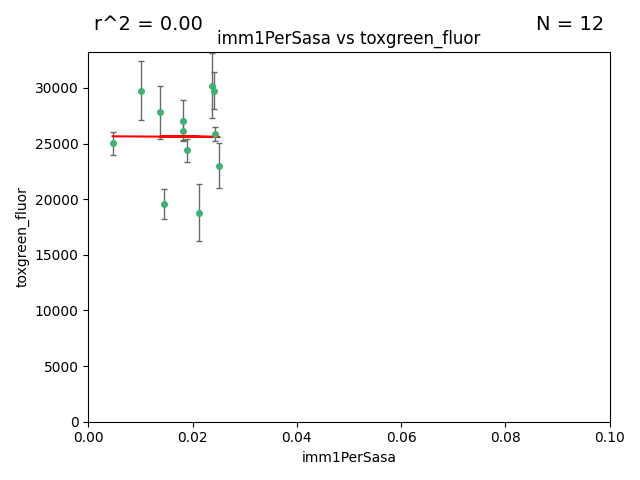 r^2 = 0.00
N = 12
imm1PerSasa vs toxgreen_fluor
30000
25000
20000
15000
10000
5000
0
toxgreen_fluor
0.00 0.02 0.04 0.06 0.08 0.10
imm1PerSasa